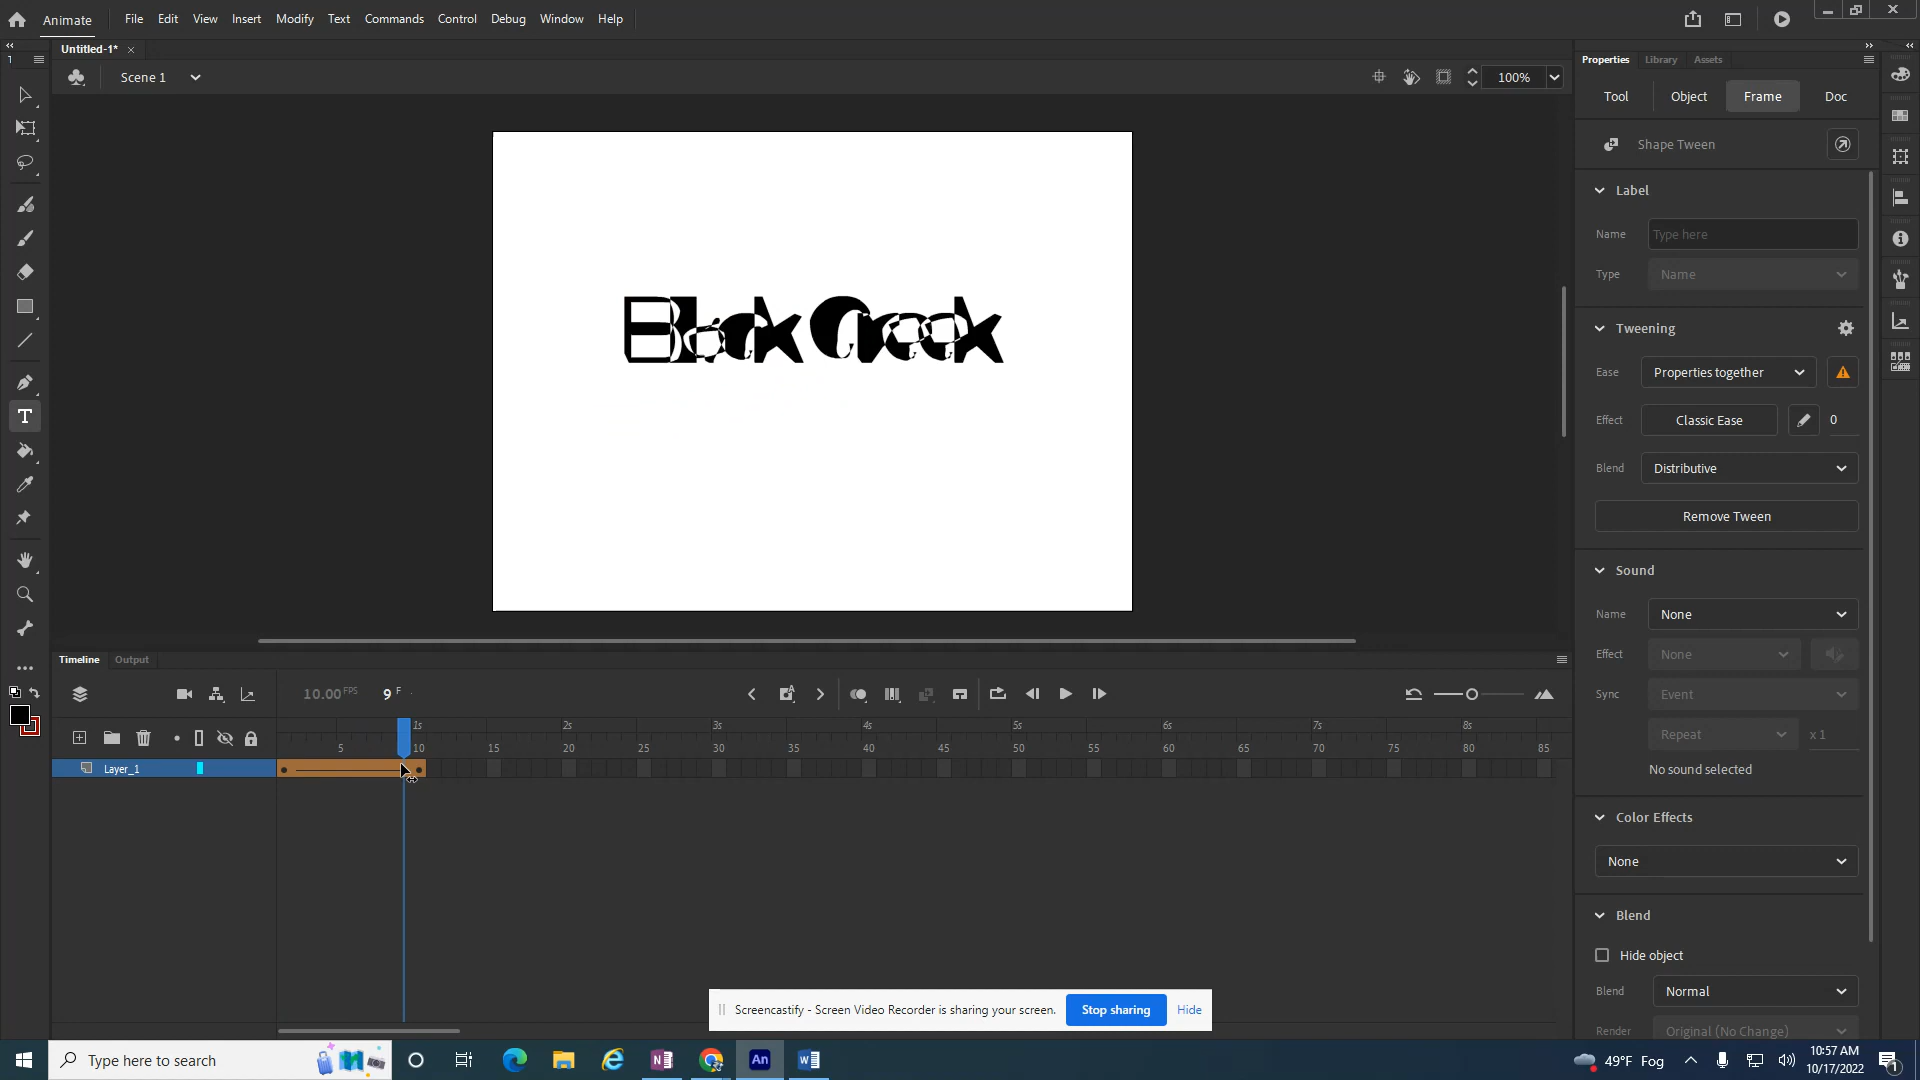 Animate File Edit View Insert Modify Text Commands Control Debug Window Help
Untitled-1*
1
Scene 1
100%
Properties Library Assets
Tool Object Frame Doc
Shape Tween
Label
Name Type here
Type Name
Tweening
Ease Properties together
Effect Classic Ease 0
Blend Distributive
Remove Tween
Sound
Name None
Effect None
Sync Event
Repeat x 1
No sound selected
Color Effects
None
Blend
Hide object
Blend Normal
Render Original (No Change)
Black Creek
Timeline Output
10.00 FPS 9 F
1s 2s 3s 4s 5s 6s 7s 8s
5 10 15 20 25 30 35 40 45 50 55 60 65 70 75 80 85
Layer_1
Screencastify - Screen Video Recorder is sharing your screen. Stop sharing Hide
Type here to search
An
49°F Fog
10:57 AM
10/17/2022
1